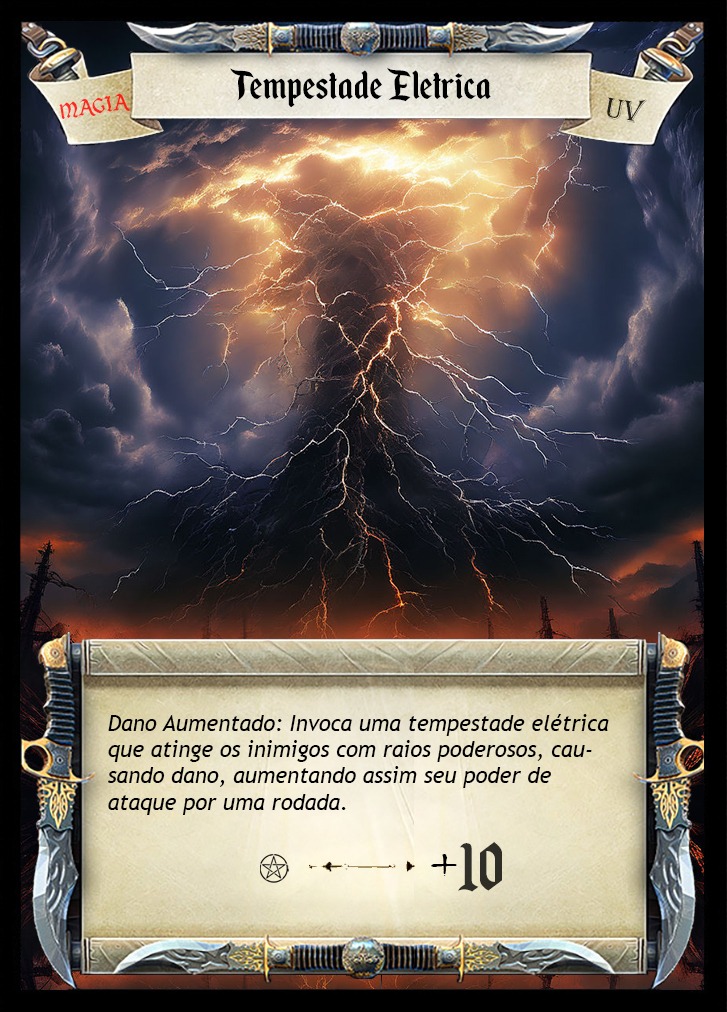 Tempestade Eletrica
MAGIA
UV
Dano Aumentado: Invoca uma tempestade elétrica
que atinge os inimigos com raios poderosos, cau-
sando dano, aumentando assim seu poder de
ataque por uma rodada.
+10